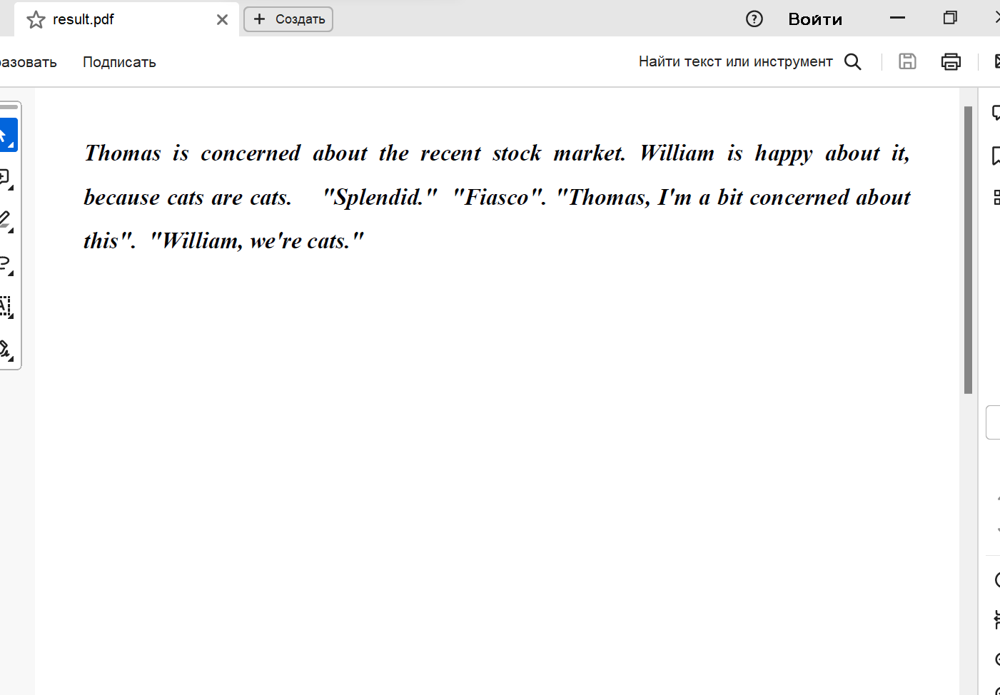 result.pdf
Создать
Войти
разовать
Подписать
Найти текст или инструмент
Thomas is concerned about the recent stock market. William is happy about it,
because cats are cats. "Splendid." "Fiasco". "Thomas, I'm a bit concerned about
this". "William, we're cats."